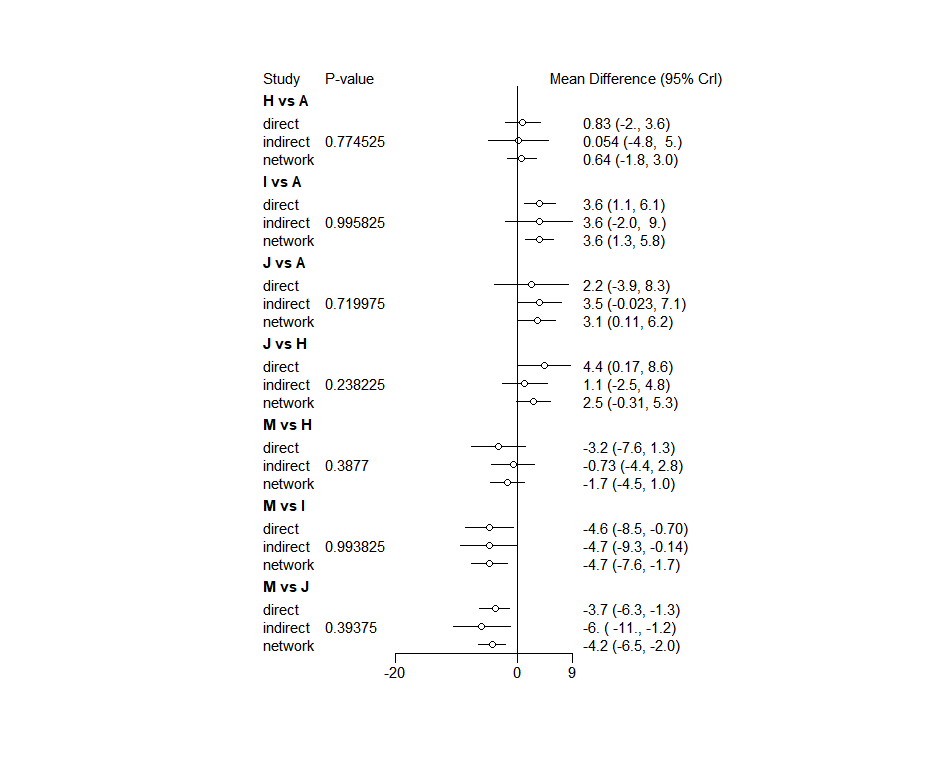 Study P-value Mean Difference (95% CrI)
H vs A
direct 0.83 (-2., 3.6)
indirect 0.774525 0.054 (-4.8, 5.)
network 0.64 (-1.8, 3.0)
I vs A
direct 3.6 (1.1, 6.1)
indirect 0.995825 3.6 (-2.0, 9.)
network 3.6 (1.3, 5.8)
J vs A
direct 2.2 (-3.9, 8.3)
indirect 0.719975 3.5 (-0.023, 7.1)
network 3.1 (0.11, 6.2)
J vs H
direct 4.4 (0.17, 8.6)
indirect 0.238225 1.1 (-2.5, 4.8)
network 2.5 (-0.31, 5.3)
M vs H
direct -3.2 (-7.6, 1.3)
indirect 0.3877 -0.73 (-4.4, 2.8)
network -1.7 (-4.5, 1.0)
M vs I
direct -4.6 (-8.5, -0.70)
indirect 0.993825 -4.7 (-9.3, -0.14)
network -4.7 (-7.6, -1.7)
M vs J
direct -3.7 (-6.3, -1.3)
indirect 0.39375 -6. ( -11., -1.2)
network -4.2 (-6.5, -2.0)
-20 0 9